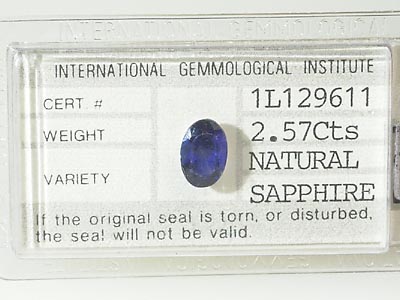 INTERNATIONAL GEMMOLOGICAL INSTITUTE
CERT. # 1L129611
WEIGHT 2.57Cts
VARIETY NATURAL
SAPPHIRE
If the original seal is torn, or disturbed,
the seal will not be valid.